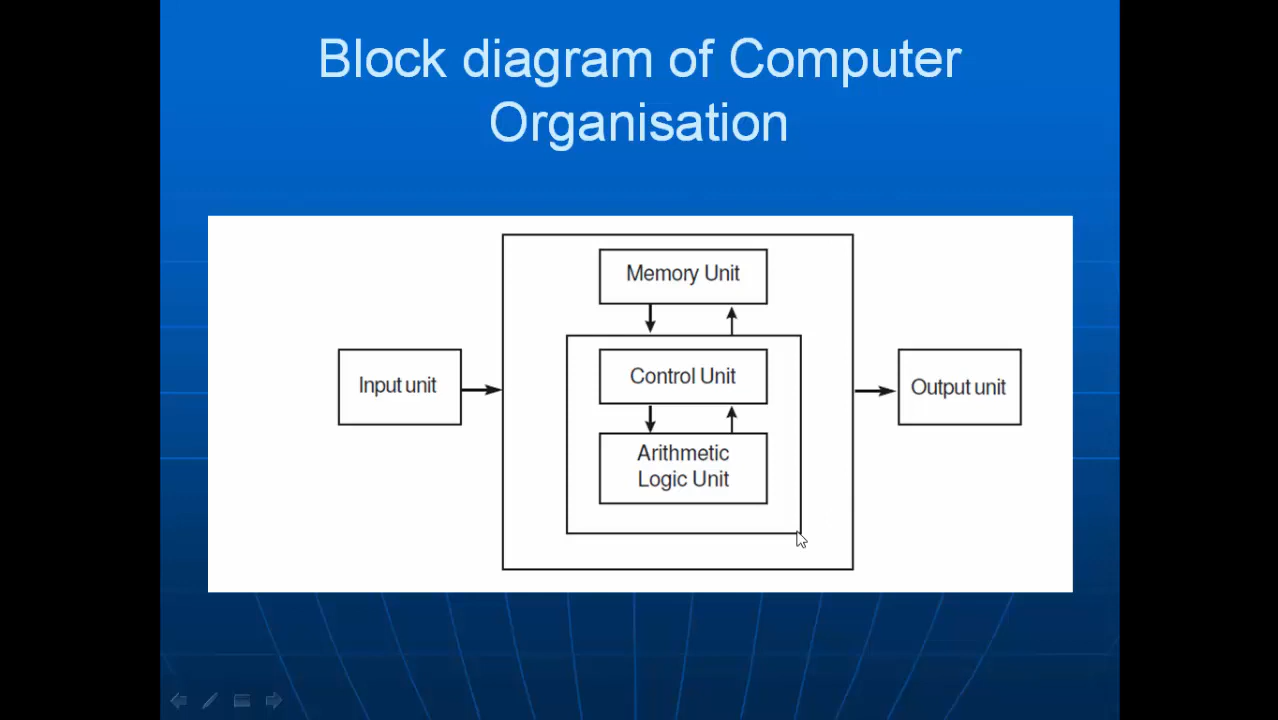 Block diagram of Computer
Organisation
Memory Unit
Input unit
Control Unit
Output unit
Arithmetic
Logic Unit